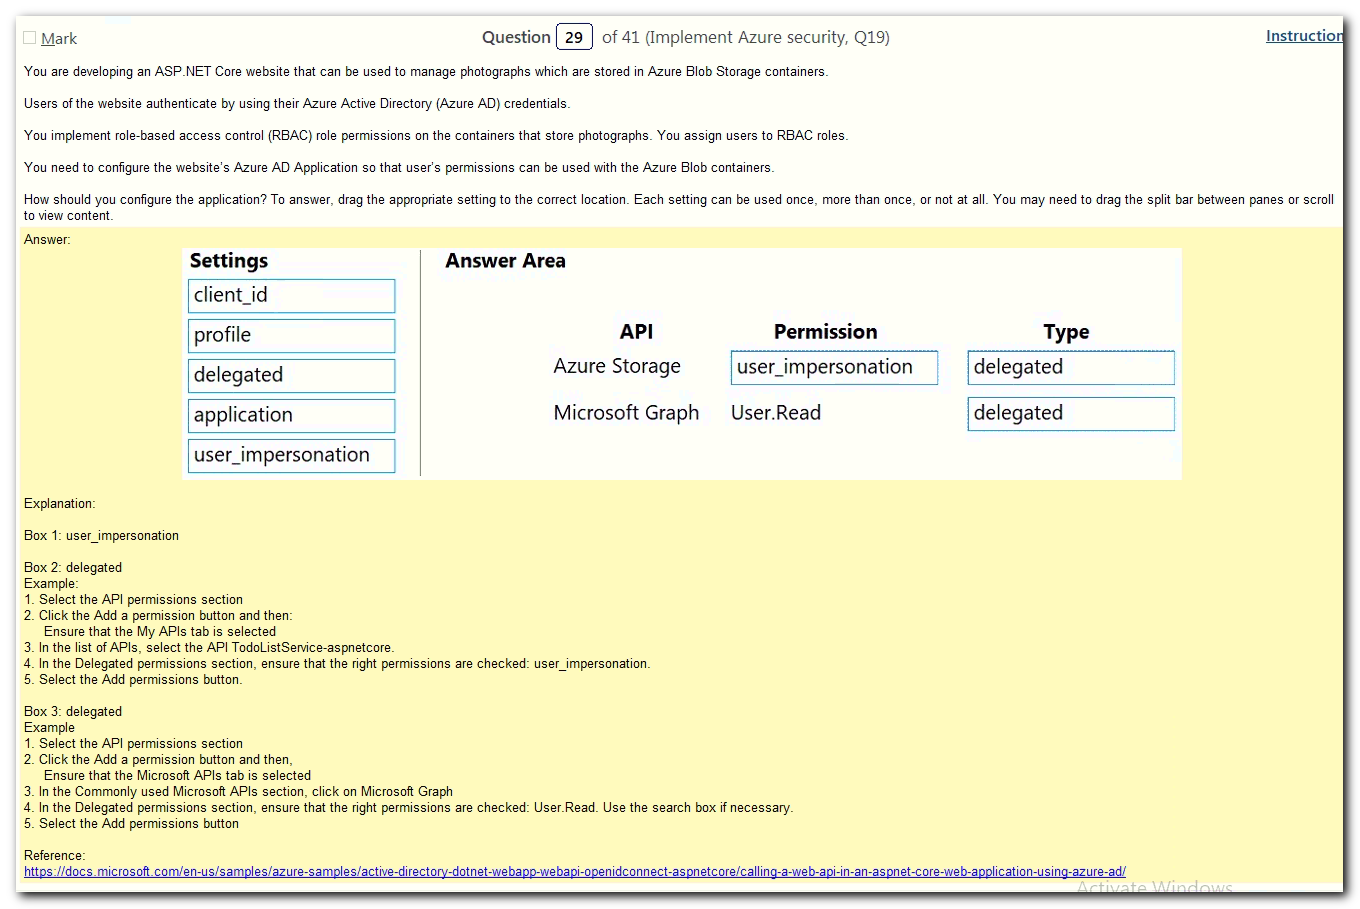 Mark
Question 29 of 41 (Implement Azure security, Q19)
Instruction
You are developing an ASP.NET Core website that can be used to manage photographs which are stored in Azure Blob Storage containers.
Users of the website authenticate by using their Azure Active Directory (Azure AD) credentials.
You implement role-based access control (RBAC) role permissions on the containers that store photographs. You assign users to RBAC roles.
You need to configure the website's Azure AD Application so that user's permissions can be used with the Azure Blob containers.
How should you configure the application? To answer, drag the appropriate setting to the correct location. Each setting can be used once, more than once, or not at all. You may need to drag the split bar between panes or scroll
to view content.
Answer:
Settings
client_id
profile
delegated
application
user_impersonation
Answer Area
API Permission Type
Azure Storage user_impersonation delegated
Microsoft Graph User.Read delegated
Explanation:
Box 1: user_impersonation
Box 2: delegated
Example:
1. Select the API permissions section
2. Click the Add a permission button and then:
Ensure that the My APIs tab is selected
3. In the list of APIs, select the API TodoListService-aspnetcore.
4. In the Delegated permissions section, ensure that the right permissions are checked: user_impersonation.
5. Select the Add permissions button.
Box 3: delegated
Example
1. Select the API permissions section
2. Click the Add a permission button and then,
Ensure that the Microsoft APIs tab is selected
3. In the Commonly used Microsoft APIs section, click on Microsoft Graph
4. In the Delegated permissions section, ensure that the right permissions are checked: User.Read. Use the search box if necessary.
5. Select the Add permissions button
Reference:
https://docs.microsoft.com/en-us/samples/azure-samples/active-directory-dotnet-webapp-webapi-openidconnect-aspnetcore/calling-a-web-api-in-an-aspnet-core-web-application-using-azure-ad/
Activate Windows